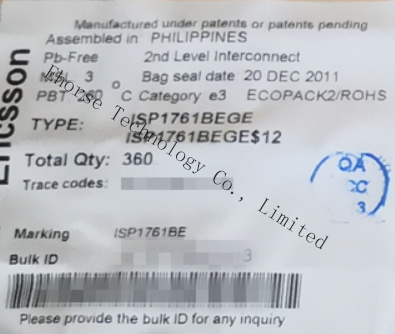 Manufactured under patents or patents pending
Assembled in: PHILIPPINES
Pb-Free 2nd Level Interconnect
3 Bag seal date 20 DEC 2011
PBT °C Category e3 ECOPACK2/ROHS
TYPE: ISP1761BEGE
ISP1761BEGE$12
Total Qty: 360
Trace codes:
Marking ISP1761BE
Bulk ID 3
Please provide the bulk ID for any inquiry
Ericsson
QA
3
Ehorse Technology Co., Limited